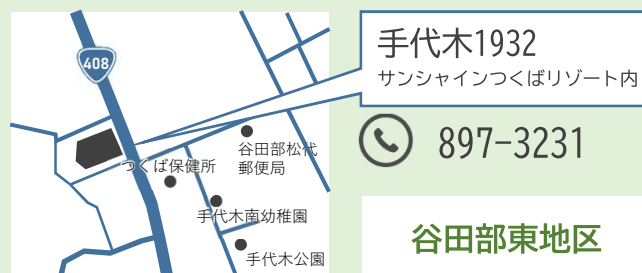 408
手代木1932
サンシャインつくばリゾート内
897-3231
谷田部松代
郵便局
つくば保健所
手代木南幼稚園
手代木公園
谷田部東地区